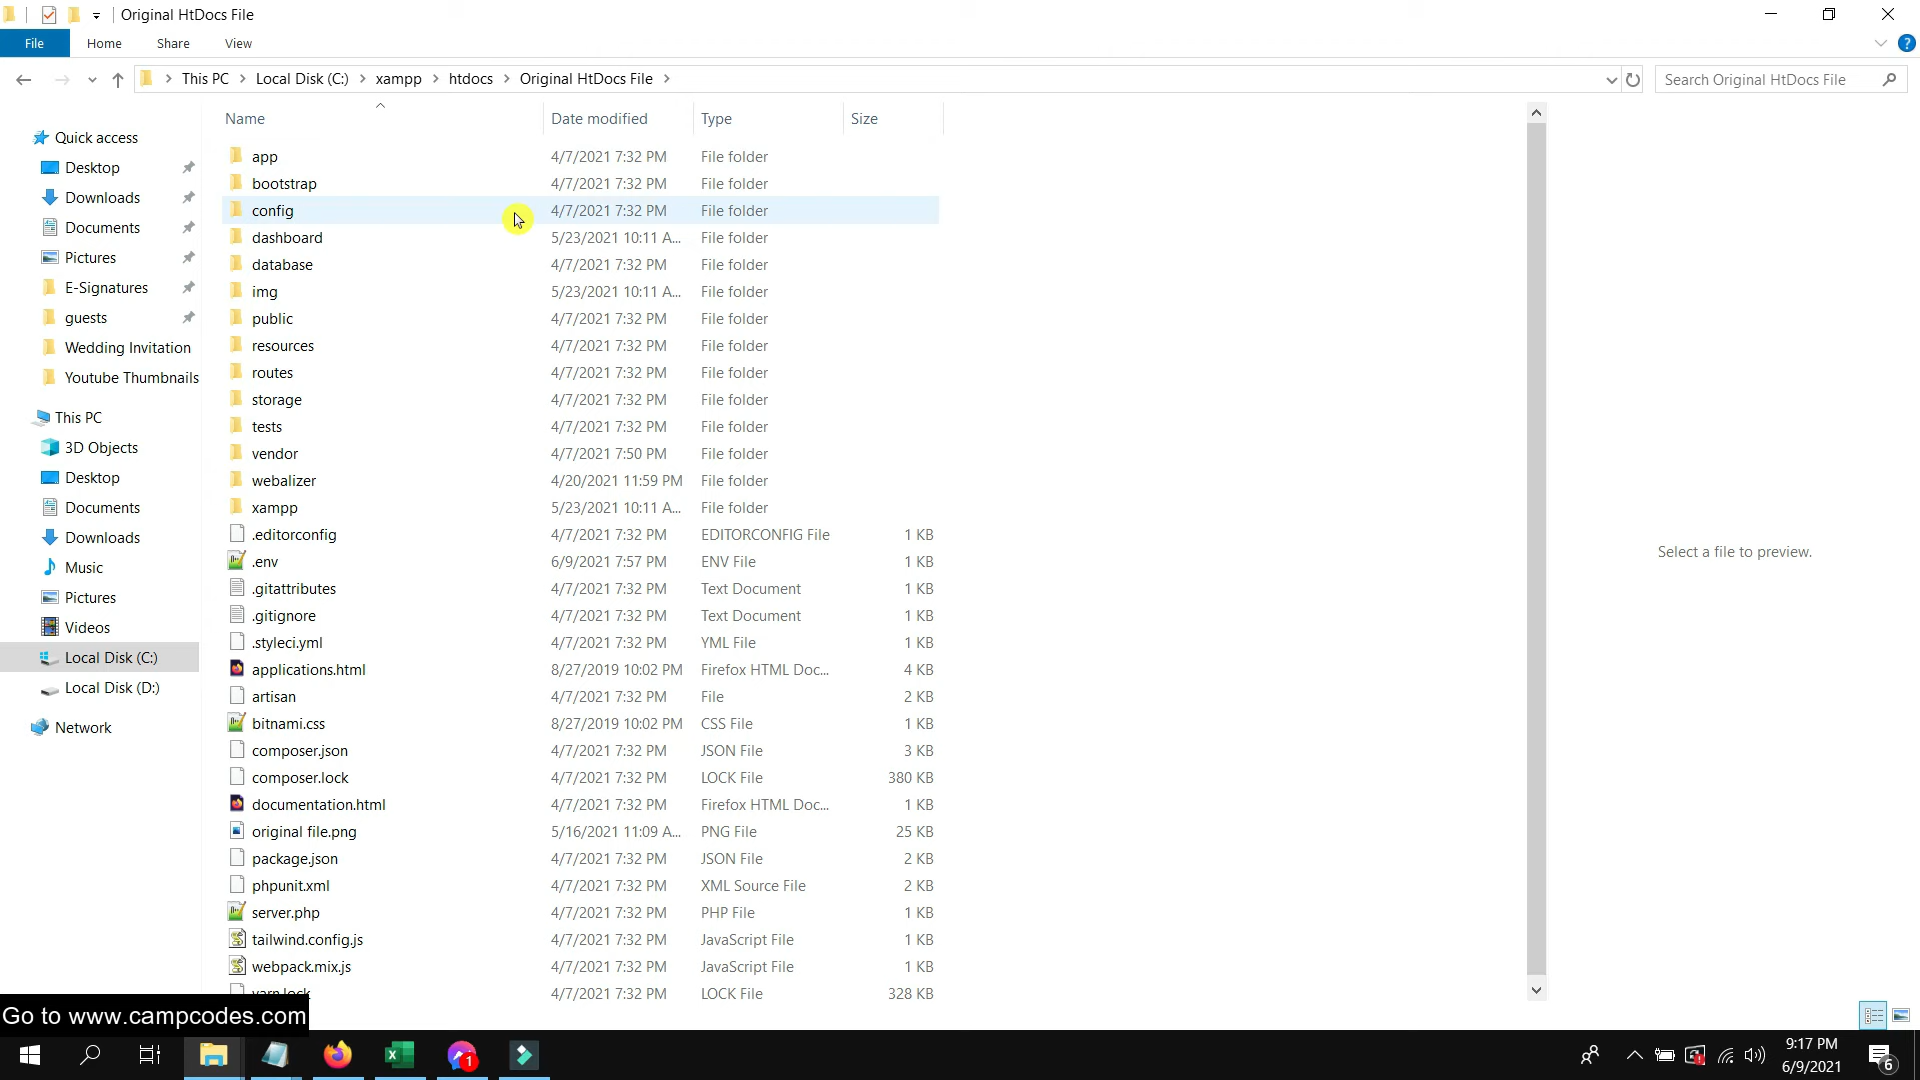 Original HtDocs File
File Home Share View
This PC Local Disk (C:) xampp htdocs Original HtDocs File
Search Original HtDocs File
Name Date modified Type Size
Quick access
Desktop
Downloads
Documents
Pictures
E-Signatures
guests
Wedding Invitation
Youtube Thumbnails
This PC
3D Objects
Desktop
Documents
Downloads
Music
Pictures
Videos
Local Disk (C:)
Local Disk (D:)
Network
app 4/7/2021 7:32 PM File folder
bootstrap 4/7/2021 7:32 PM File folder
config 4/7/2021 7:32 PM File folder
dashboard 5/23/2021 10:11 A... File folder
database 4/7/2021 7:32 PM File folder
img 5/23/2021 10:11 A... File folder
public 4/7/2021 7:32 PM File folder
resources 4/7/2021 7:32 PM File folder
routes 4/7/2021 7:32 PM File folder
storage 4/7/2021 7:32 PM File folder
tests 4/7/2021 7:32 PM File folder
vendor 4/7/2021 7:50 PM File folder
webalizer 4/20/2021 11:59 PM File folder
xampp 5/23/2021 10:11 A... File folder
.editorconfig 4/7/2021 7:32 PM EDITORCONFIG File 1 KB
.env 6/9/2021 7:57 PM ENV File 1 KB
.gitattributes 4/7/2021 7:32 PM Text Document 1 KB
.gitignore 4/7/2021 7:32 PM Text Document 1 KB
.styleci.yml 4/7/2021 7:32 PM YML File 1 KB
applications.html 8/27/2019 10:02 PM Firefox HTML Doc... 4 KB
artisan 4/7/2021 7:32 PM File 2 KB
bitnami.css 8/27/2019 10:02 PM CSS File 1 KB
composer.json 4/7/2021 7:32 PM JSON File 3 KB
composer.lock 4/7/2021 7:32 PM LOCK File 380 KB
documentation.html 4/7/2021 7:32 PM Firefox HTML Doc... 1 KB
original file.png 5/16/2021 11:09 A... PNG File 25 KB
package.json 4/7/2021 7:32 PM JSON File 2 KB
phpunit.xml 4/7/2021 7:32 PM XML Source File 2 KB
server.php 4/7/2021 7:32 PM PHP File 1 KB
tailwind.config.js 4/7/2021 7:32 PM JavaScript File 1 KB
webpack.mix.js 4/7/2021 7:32 PM JavaScript File 1 KB
yarn.lock 4/7/2021 7:32 PM LOCK File 328 KB
Select a file to preview.
Go to www.campcodes.com
1
9:17 PM
6/9/2021
6